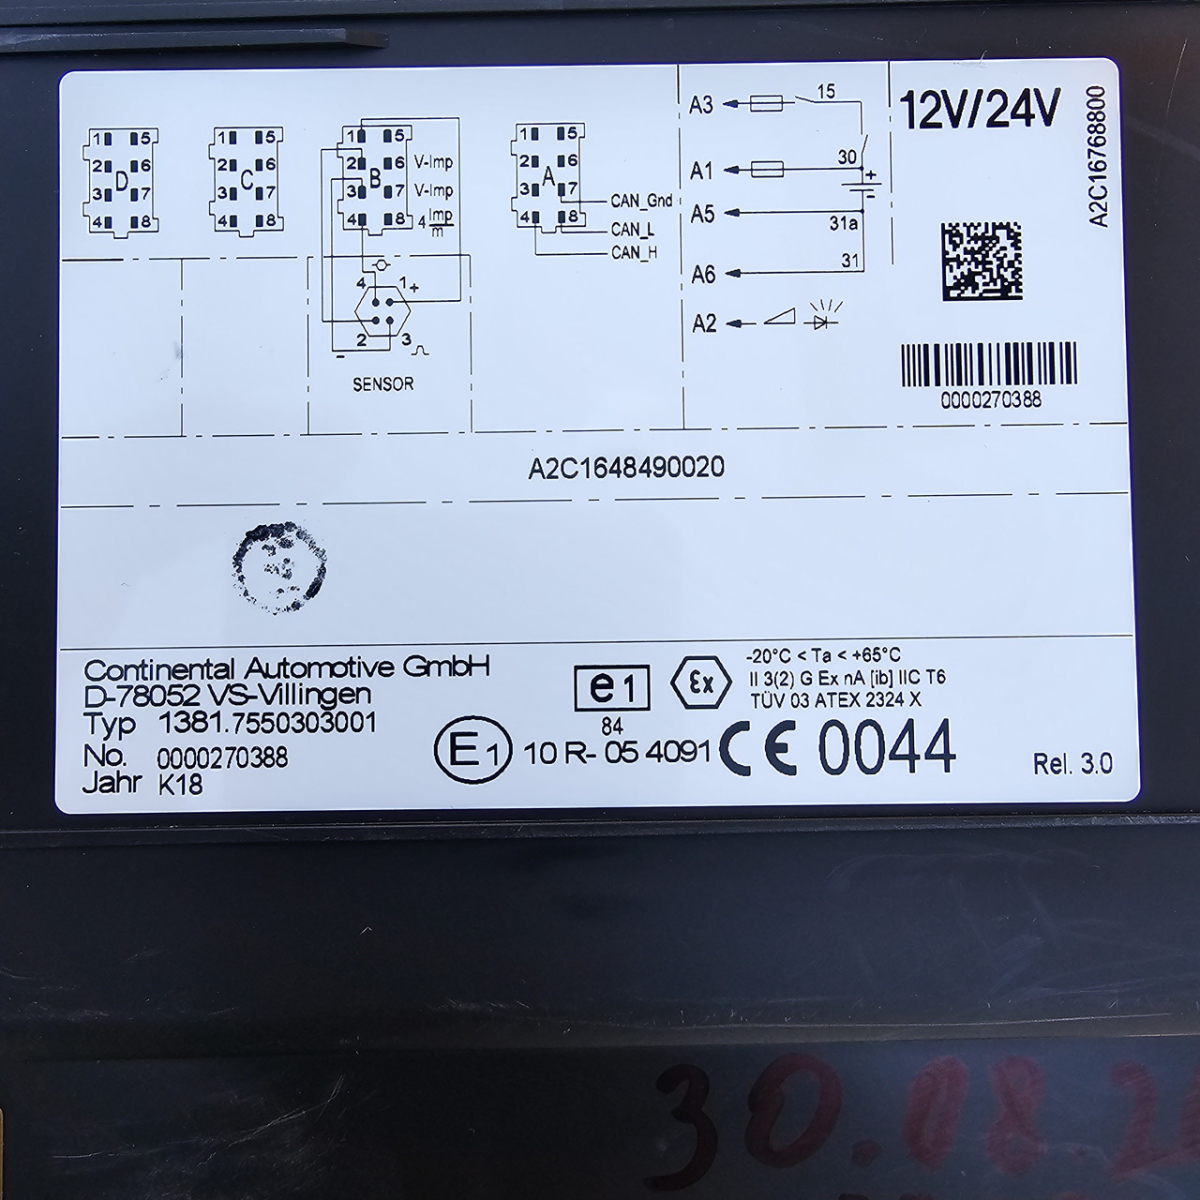 1 5
2 6
3 7
4 8
D
1 5
2 6
3 7
4 8
C
1 5
2 6 V-Imp
3 7 V-Imp
4 8 4 Imp/m
B
4 1 +
2 3
-
SENSOR
1 5
2 6
3 7
4 8
A
CAN_Gnd
CAN_L
CAN_H
A3 15
A1 30
+
-
A5 31a
A6 31
A2
12V/24V
A2C16768800
0000270388
A2C1648490020
Continental Automotive GmbH
D-78052 VS-Villingen
Typ 1381.7550303001
No. 0000270388
Jahr K18
e1
84
E1 10 R- 05 4091
Ex
-20°C < Ta < +65°C
II 3(2) G Ex nA [ib] IIC T6
TÜV 03 ATEX 2324 X
CE 0044
Rel. 3.0
30.08.2